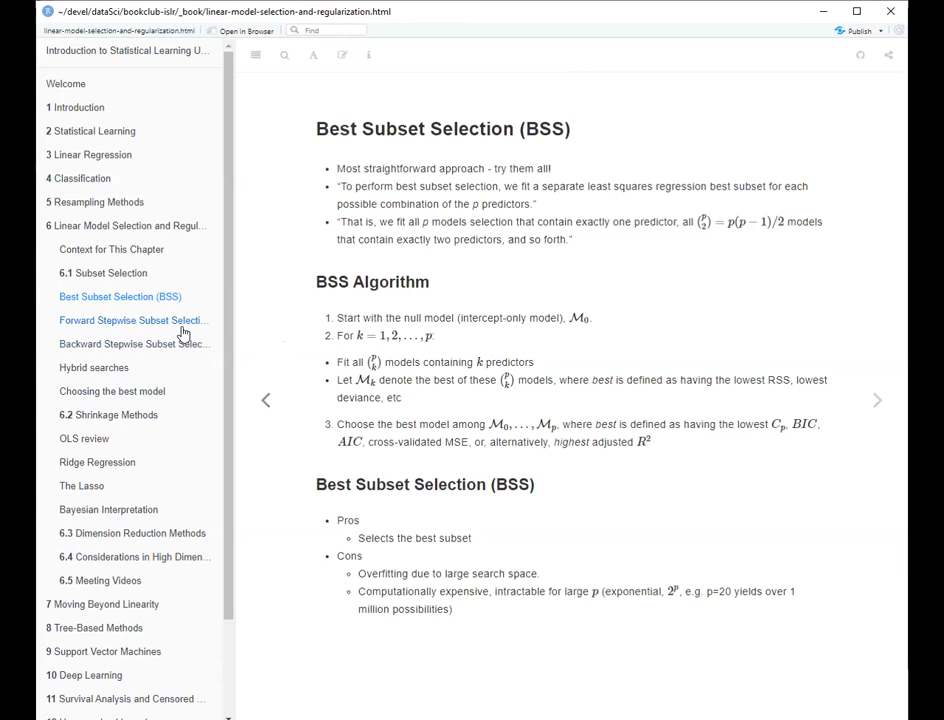 ~/devel/dataSci/bookclub-islr/_book/linear-model-selection-and-regularization.html
linear-model-selection-and-regularization.html Open in Browser Find Publish
Introduction to Statistical Learning U...
Welcome
1 Introduction
2 Statistical Learning
3 Linear Regression
4 Classification
5 Resampling Methods
6 Linear Model Selection and Regul...
Context for This Chapter
6.1 Subset Selection
Best Subset Selection (BSS)
Forward Stepwise Subset Selecti...
Backward Stepwise Subset Selec...
Hybrid searches
Choosing the best model
6.2 Shrinkage Methods
OLS review
Ridge Regression
The Lasso
Bayesian Interpretation
6.3 Dimension Reduction Methods
6.4 Considerations in High Dimen...
6.5 Meeting Videos
7 Moving Beyond Linearity
8 Tree-Based Methods
9 Support Vector Machines
10 Deep Learning
11 Survival Analysis and Censored ...
Best Subset Selection (BSS)
• Most straightforward approach - try them all!
• “To perform best subset selection, we fit a separate least squares regression best subset for each
possible combination of the p predictors.”
• “That is, we fit all p models selection that contain exactly one predictor, all (p 2) = p(p − 1)/2 models
that contain exactly two predictors, and so forth.”
BSS Algorithm
1. Start with the null model (intercept-only model), M₀.
2. For k = 1, 2, . . . , p:
• Fit all (p k) models containing k predictors
• Let Mₖ denote the best of these (p k) models, where best is defined as having the lowest RSS, lowest
deviance, etc
3. Choose the best model among M₀, . . . , Mₚ, where best is defined as having the lowest Cₚ, BIC,
AIC, cross-validated MSE, or, alternatively, highest adjusted R²
Best Subset Selection (BSS)
• Pros
◦ Selects the best subset
• Cons
◦ Overfitting due to large search space.
◦ Computationally expensive, intractable for large p (exponential, 2ᵖ, e.g. p=20 yields over 1
million possibilities)